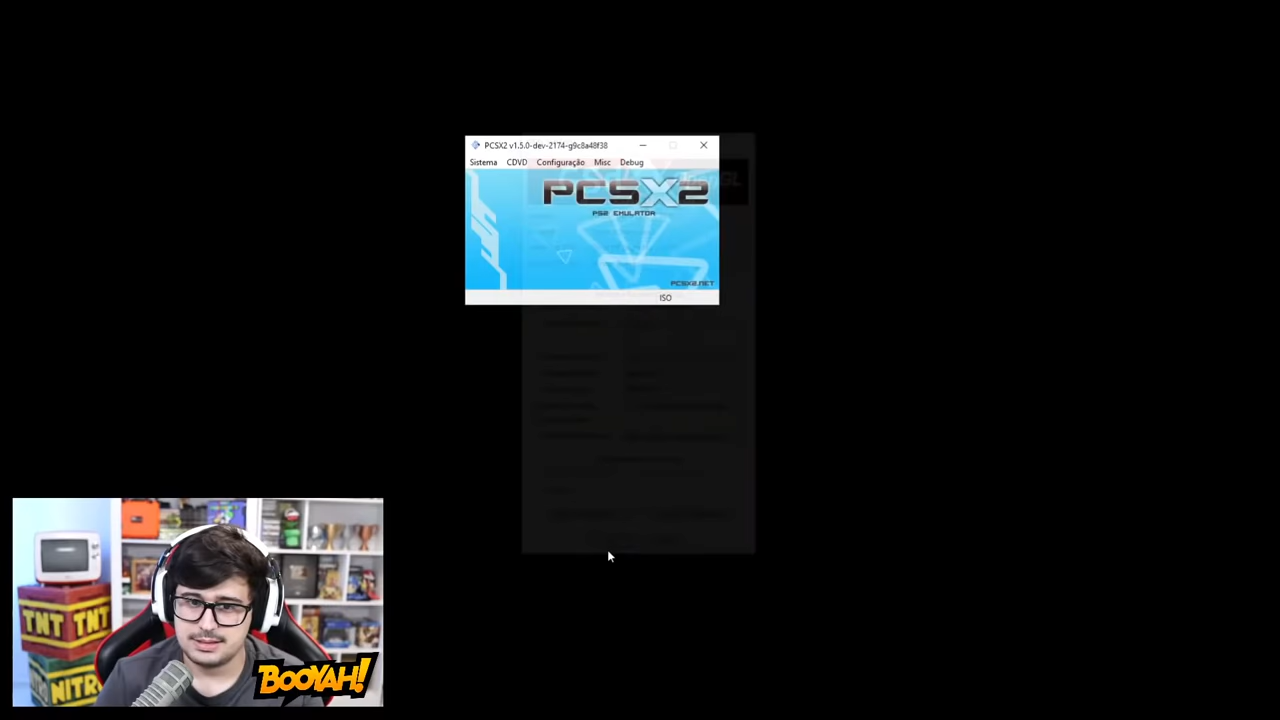 PCSX2 v1.5.0-dev-2174-g9c8a48f38
Sistema CDVD Configuração Misc Debug
PCSX2
PS2 EMULATOR
PCSX2.NET
ISO
TNT TNT
NITRO
BOOYAH!